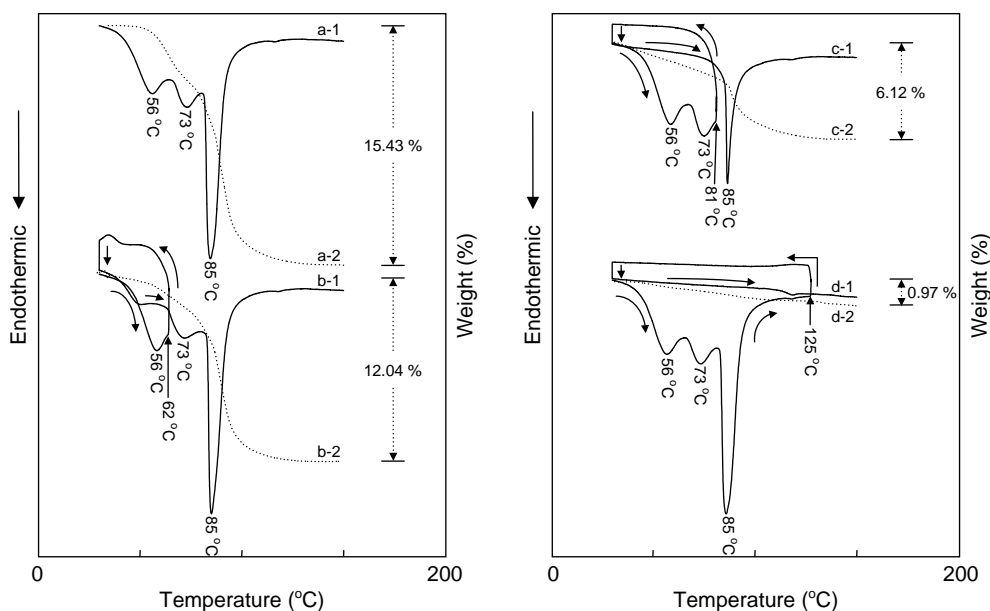 a-1
56 °C
73 °C
15.43 %
85 °C
a-2
b-1
56 °C
73 °C
62 °C
12.04 %
b-2
85 °C
Endothermic
Weight (%)
0
200
Temperature (°C)
c-1
6.12 %
56 °C
73 °C
81 °C
85 °C
c-2
d-1
0.97 %
d-2
56 °C
73 °C
125 °C
85 °C
Endothermic
Weight (%)
0
200
Temperature (°C)